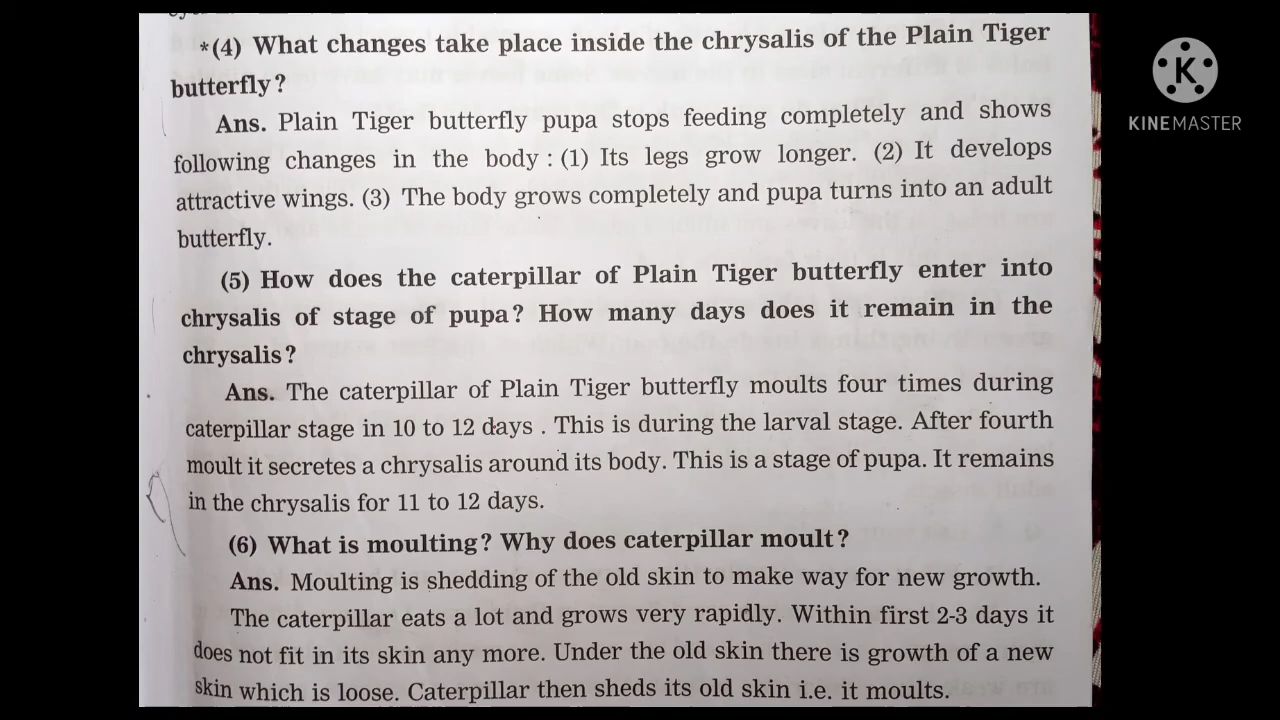 *(4) What changes take place inside the chrysalis of the Plain Tiger
butterfly?
Ans. Plain Tiger butterfly pupa stops feeding completely and shows
following changes in the body : (1) Its legs grow longer. (2) It develops
attractive wings. (3) The body grows completely and pupa turns into an adult
butterfly.
(5) How does the caterpillar of Plain Tiger butterfly enter into
chrysalis of stage of pupa? How many days does it remain in the
chrysalis?
Ans. The caterpillar of Plain Tiger butterfly moults four times during
caterpillar stage in 10 to 12 days . This is during the larval stage. After fourth
moult it secretes a chrysalis around its body. This is a stage of pupa. It remains
in the chrysalis for 11 to 12 days.
(6) What is moulting? Why does caterpillar moult?
Ans. Moulting is shedding of the old skin to make way for new growth.
The caterpillar eats a lot and grows very rapidly. Within first 2-3 days it
does not fit in its skin any more. Under the old skin there is growth of a new
skin which is loose. Caterpillar then sheds its old skin i.e. it moults.
K
KINEMASTER